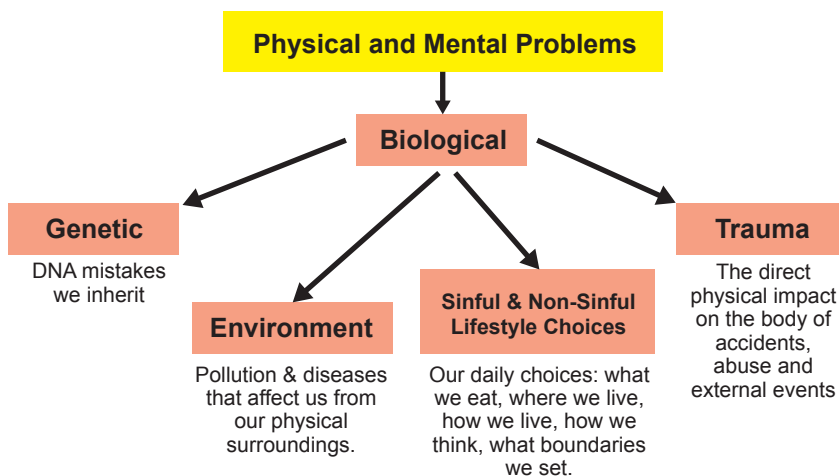 Physical and Mental Problems
Biological
Genetic
DNA mistakes
we inherit
Environment
Pollution & diseases
that affect us from
our physical
surroundings.
Sinful & Non-Sinful
Lifestyle Choices
Our daily choices: what
we eat, where we live,
how we live, how we
think, what boundaries
we set.
Trauma
The direct
physical impact
on the body of
accidents,
abuse and
external events